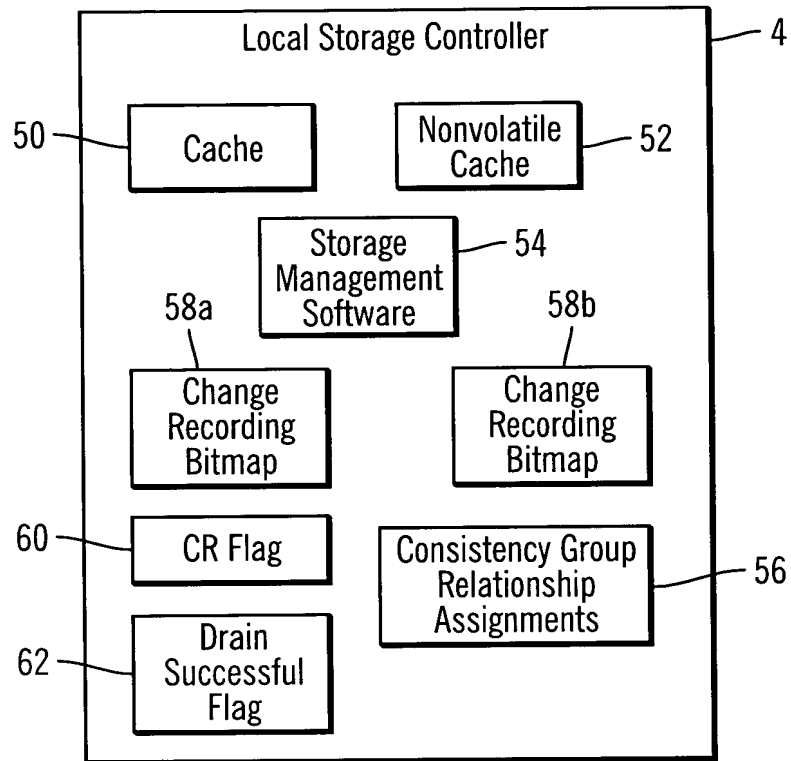 Local Storage Controller
4
50
Cache
Nonvolatile
Cache
52
Storage
Management
Software
54
58a
58b
Change
Recording
Bitmap
Change
Recording
Bitmap
60
CR Flag
Consistency Group
Relationship
Assignments
56
62
Drain
Successful
Flag